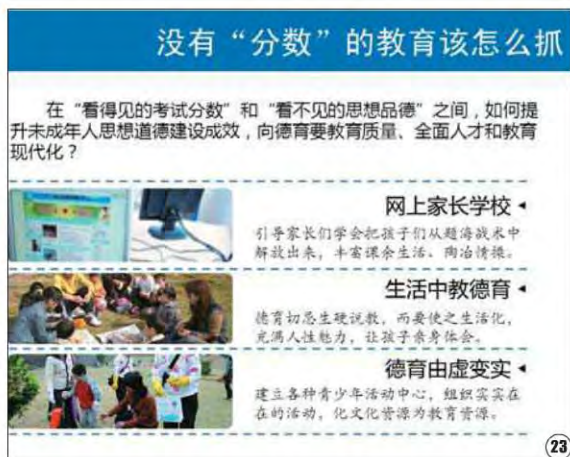 没有“分数”的教育该怎么抓
在“看得见的考试分数”和“看不见的思想品德”之间，如何提
升未成年人思想道德建设成效，向德育要教育质量、全面人才和教育
现代化？
网上家长学校
引导家长们学会把孩子们从题海战术中
解放出来，丰富课余生活、陶冶情操。
生活中教德育
德育切忌生硬说教，而要使之生活化，
充满人性魅力，让孩子亲身体会。
德育由虚变实
建立各种青少年活动中心，组织实实在
在的活动，化文化资源为教育资源。
23